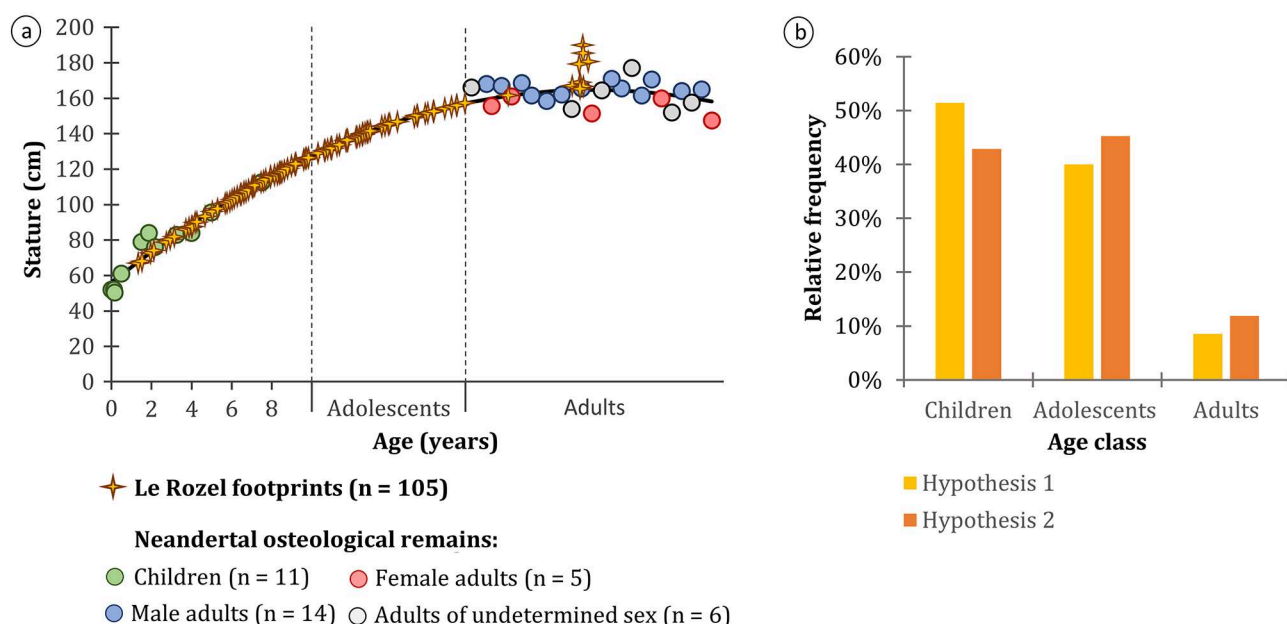 a
200
180
160
140
120
100
80
60
40
20
0
Stature (cm)
0 2 4 6 8 Adolescents Adults
Age (years)
Le Rozel footprints (n = 105)
Neandertal osteological remains:
Children (n = 11) Female adults (n = 5)
Male adults (n = 14) Adults of undetermined sex (n = 6)
b
60%
50%
40%
30%
20%
10%
0%
Relative frequency
Children Adolescents Adults
Age class
Hypothesis 1
Hypothesis 2